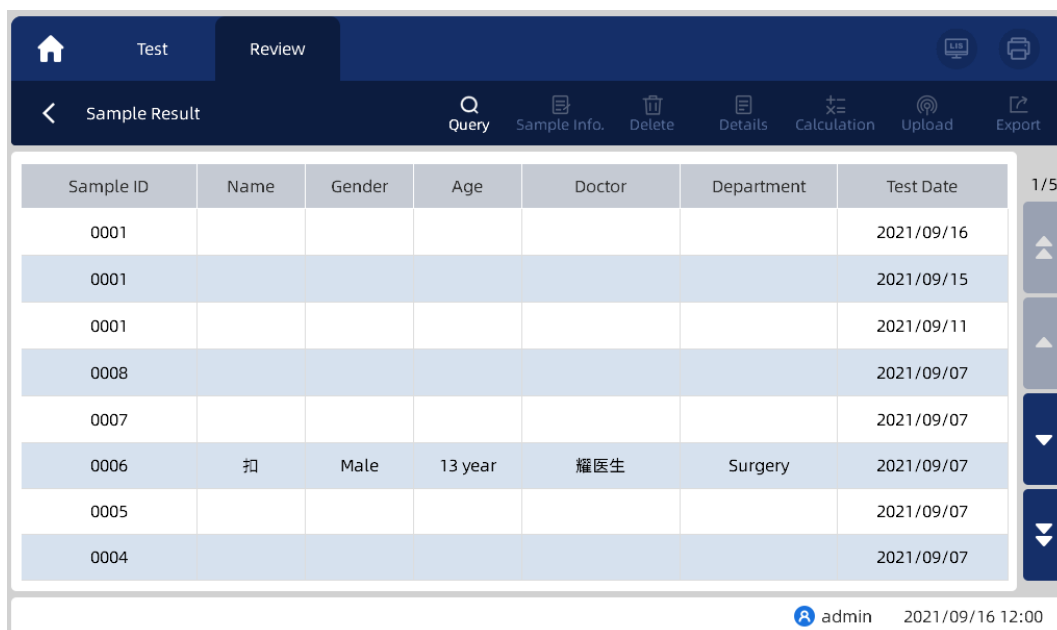 Test Review LIS
Sample Result Query Sample Info. Delete Details Calculation Upload Export
Sample ID Name Gender Age Doctor Department Test Date 1/5
0001 2021/09/16
0001 2021/09/15
0001 2021/09/11
0008 2021/09/07
0007 2021/09/07
0006 扣 Male 13 year 耀医生 Surgery 2021/09/07
0005 2021/09/07
0004 2021/09/07
admin 2021/09/16 12:00